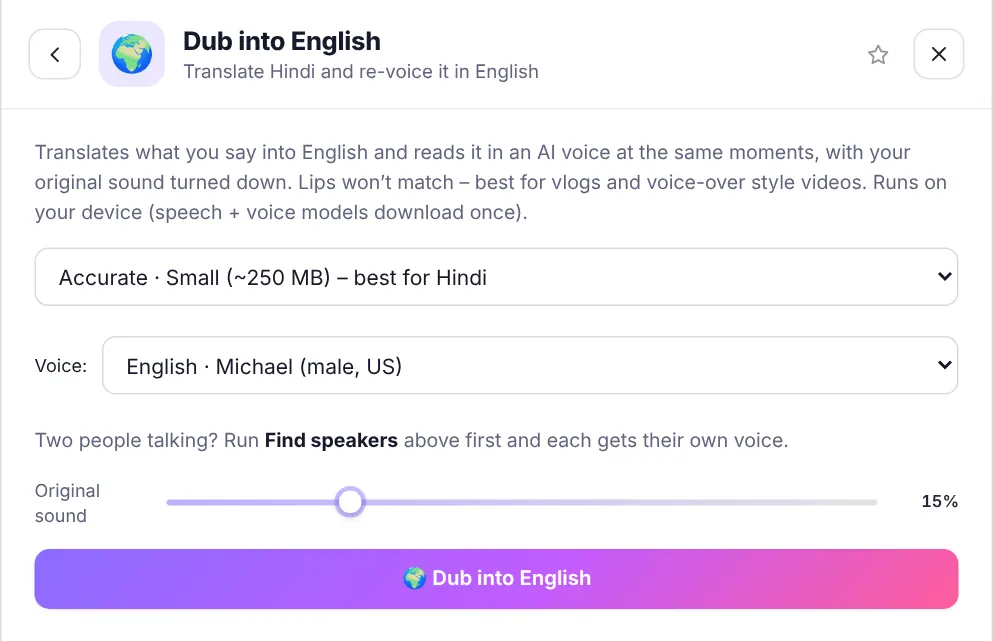 Dub into English
Translate Hindi and re-voice it in English
Translates what you say into English and reads it in an AI voice at the same moments, with your
original sound turned down. Lips won’t match – best for vlogs and voice-over style videos. Runs on
your device (speech + voice models download once).
Accurate · Small (~250 MB) – best for Hindi
Voice:
English · Michael (male, US)
Two people talking? Run Find speakers above first and each gets their own voice.
Original
sound
15%
Dub into English